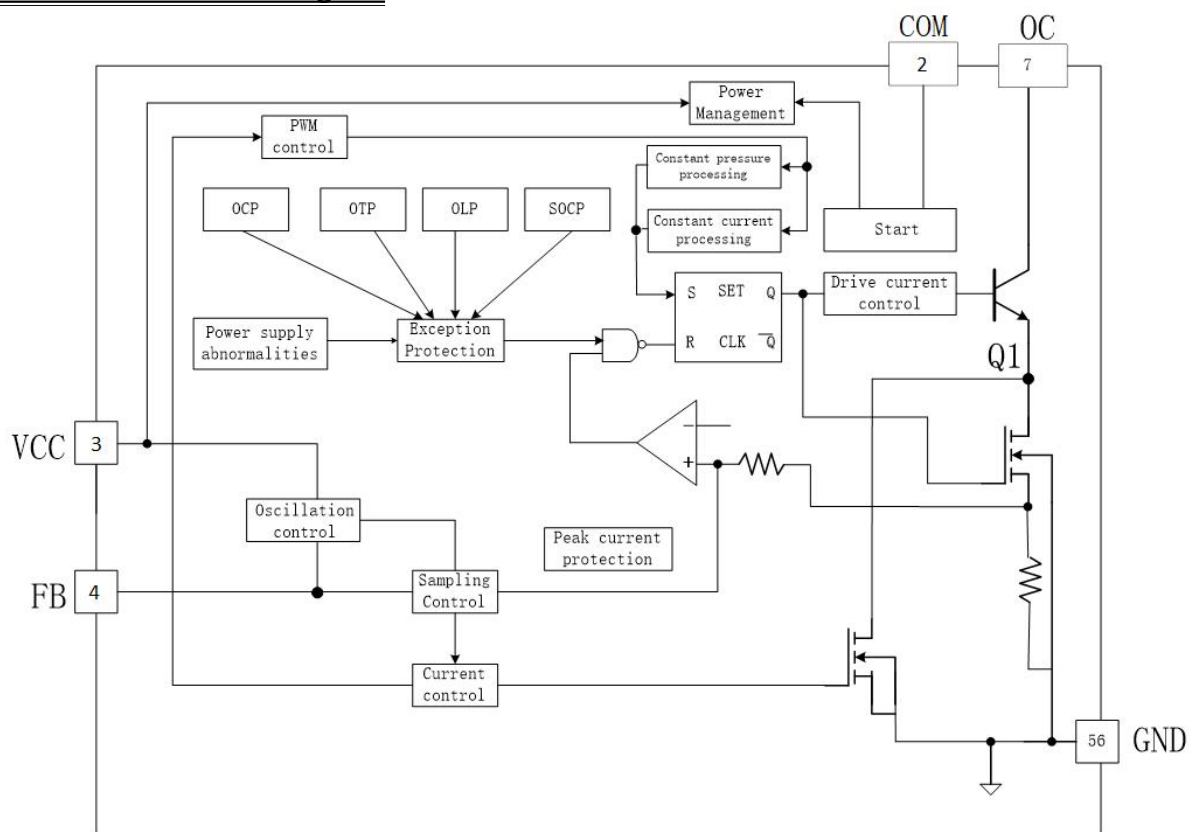 COM
OC
2
7
Power
Management
PWM
control
Constant pressure
processing
OCP
OTP
OLP
SOCP
Constant current
processing
Start
S SET Q
Drive current
control
Power supply
abnormalities
Exception
Protection
R CLK Q
Q1
VCC
3
−
+
Oscillation
control
Peak current
protection
FB
4
Sampling
Control
Current
control
56
GND